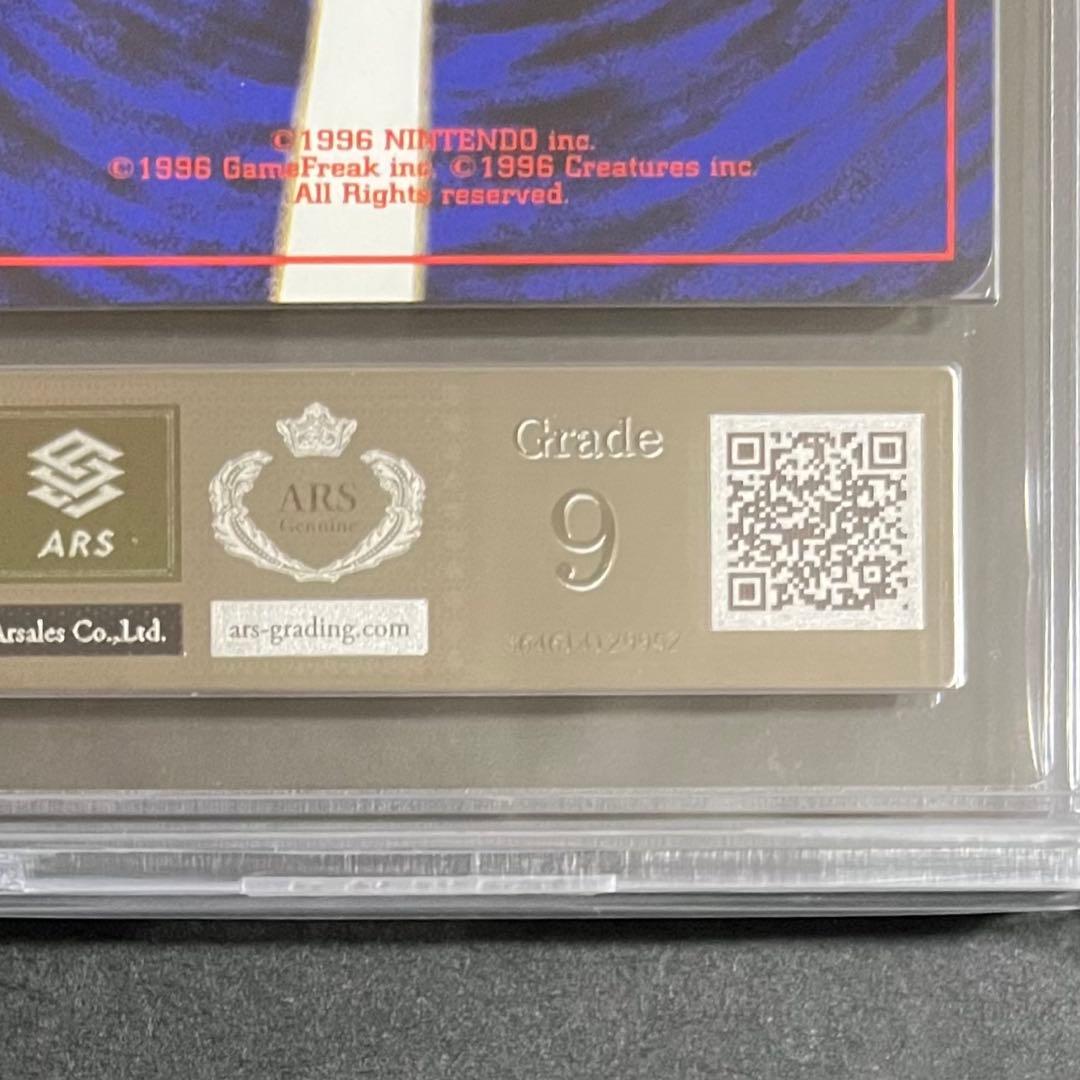 ©1996 NINTENDO inc.
©1996 GameFreak inc. ©1996 Creatures inc.
All Rights reserved.
ARS
Arsales Co.,Ltd.
ARS
Genuine
ars-grading.com
Grade
9